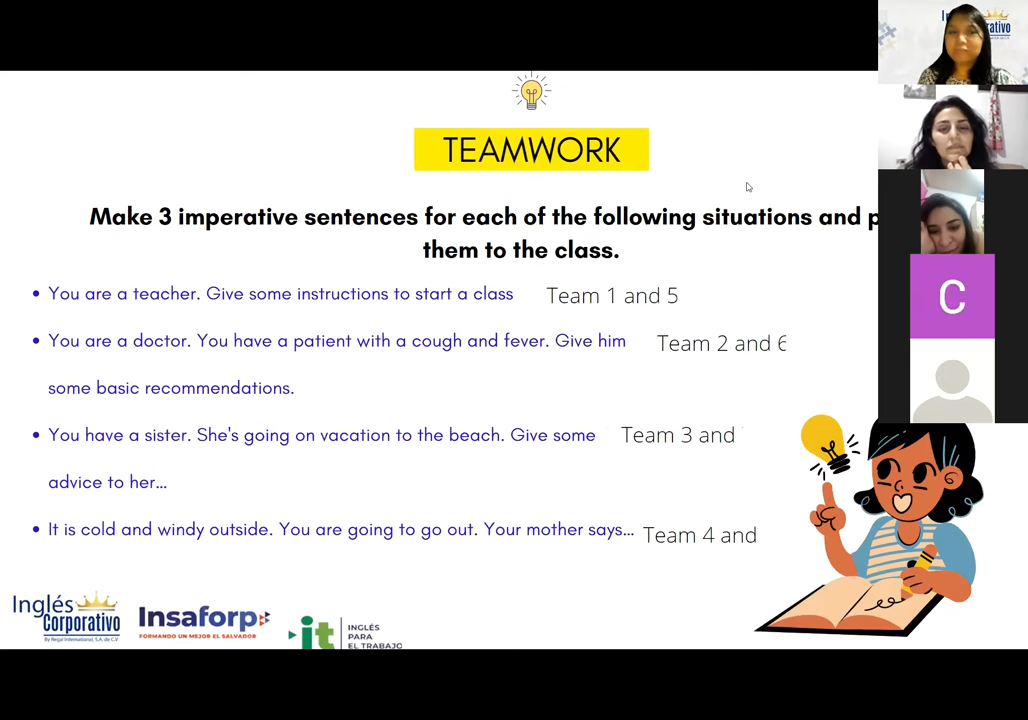 TEAMWORK
Make 3 imperative sentences for each of the following situations and
them to the class.
• You are a teacher. Give some instructions to start a class
Team 1 and 5
• You are a doctor. You have a patient with a cough and fever. Give him
Team 2 and 6
some basic recommendations.
• You have a sister. She's going on vacation to the beach. Give some
Team 3 and
advice to her...
• It is cold and windy outside. You are going to go out. Your mother says...
Team 4 and
Inglés
Corporativo
By Regal International, S.A. de C.V.
Insaforp
FORMANDO UN MEJOR EL SALVADOR
it
INGLÉS
PARA
EL TRABAJO
C